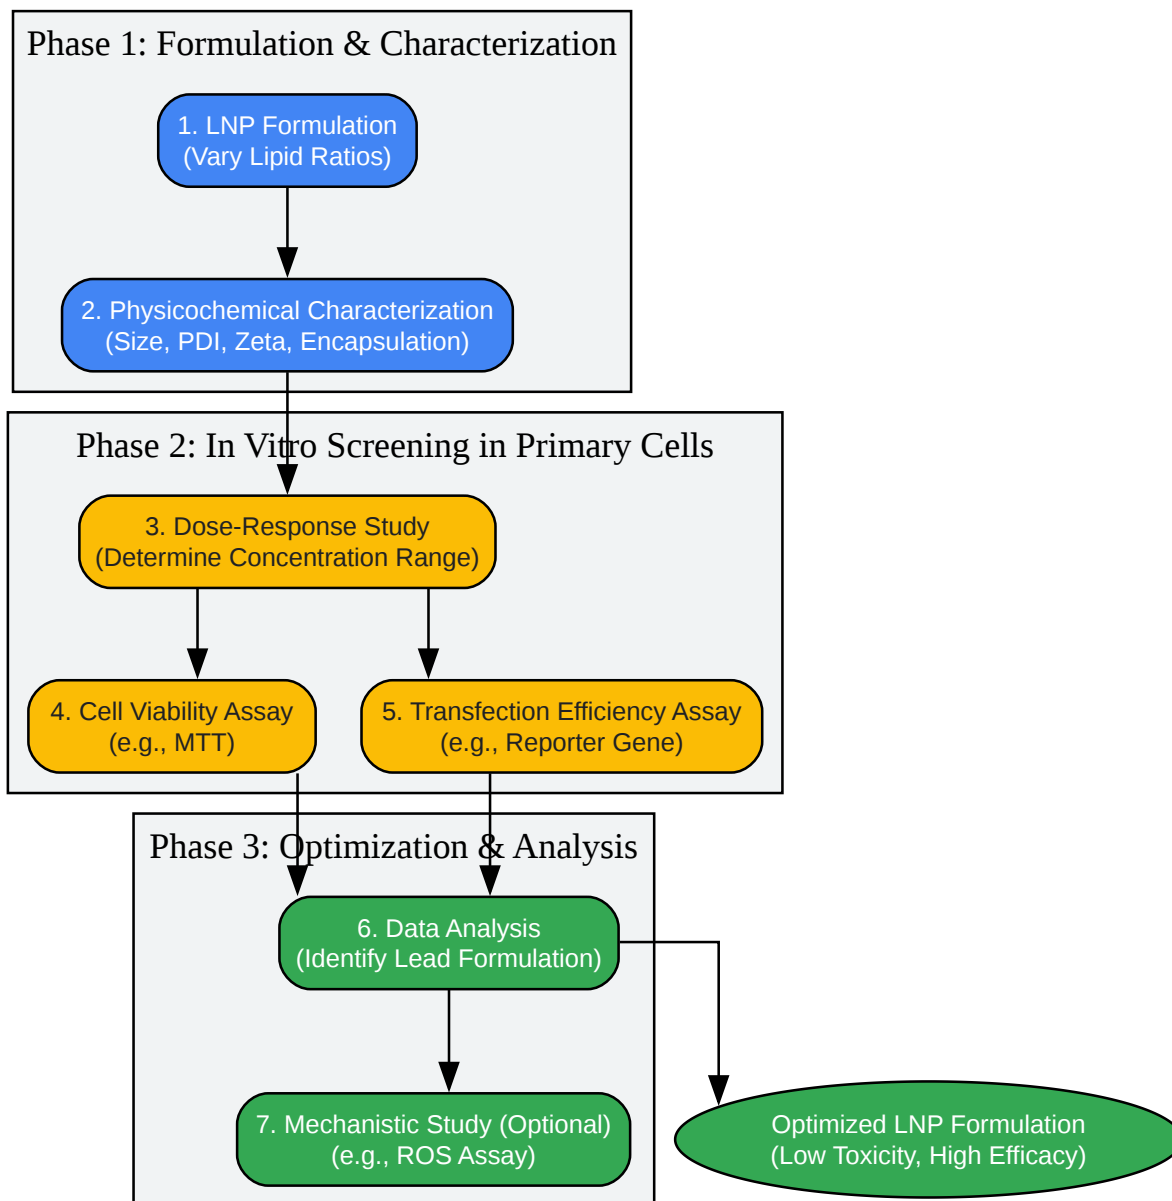 Phase 1: Formulation & Characterization
1. LNP Formulation
(Vary Lipid Ratios)
2. Physicochemical Characterization
(Size, PDI, Zeta, Encapsulation)
Phase 2: In Vitro Screening in Primary Cells
3. Dose-Response Study
(Determine Concentration Range)
4. Cell Viability Assay
(e.g., MTT)
5. Transfection Efficiency Assay
(e.g., Reporter Gene)
Phase 3: Optimization & Analysis
6. Data Analysis
(Identify Lead Formulation)
7. Mechanistic Study (Optional)
(e.g., ROS Assay)
Optimized LNP Formulation
(Low Toxicity, High Efficacy)